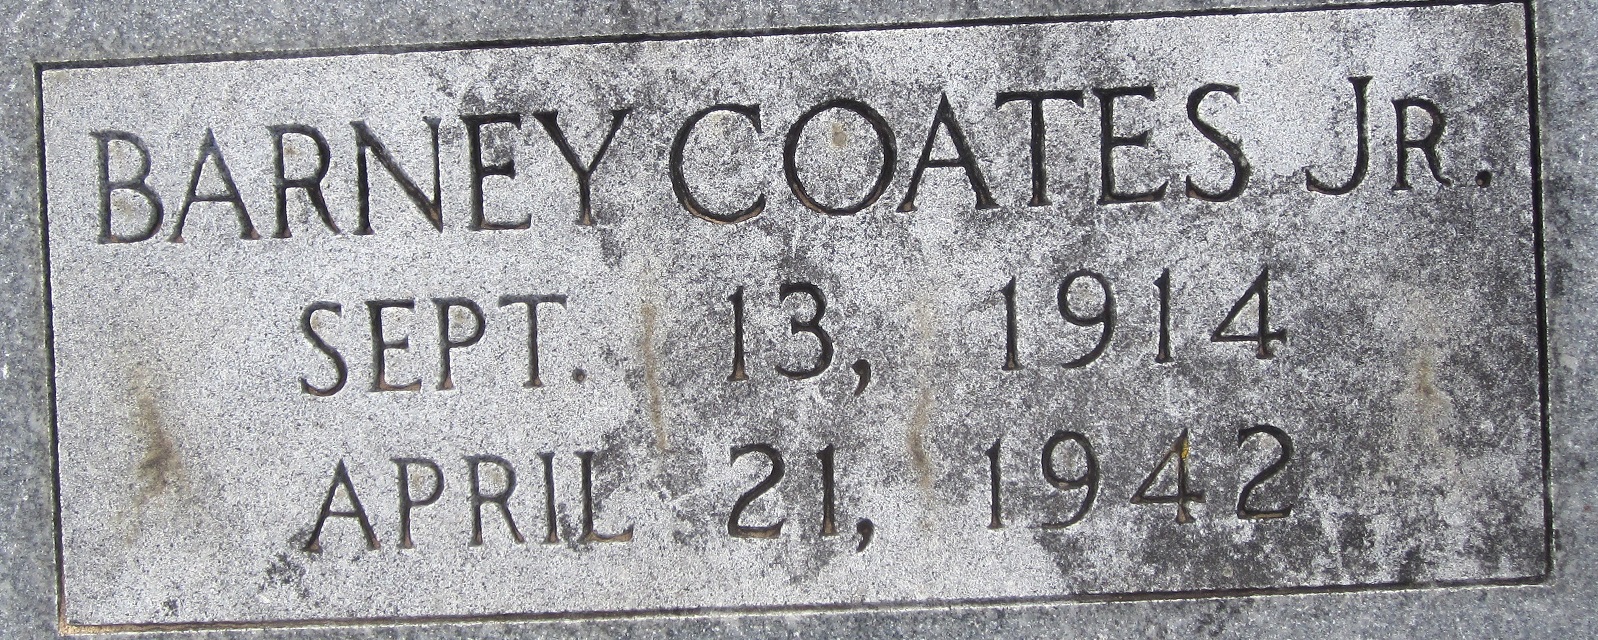 BARNEY COATES JR.
SEPT. 13, 1914
APRIL 21, 1942